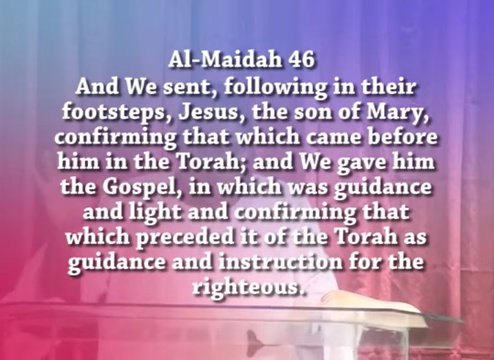 Al-Maidah 46
And We sent, following in their
footsteps, Jesus, the son of Mary,
confirming that which came before
him in the Torah; and We gave him
the Gospel, in which was guidance
and light and confirming that
which preceded it of the Torah as
guidance and instruction for the
righteous.